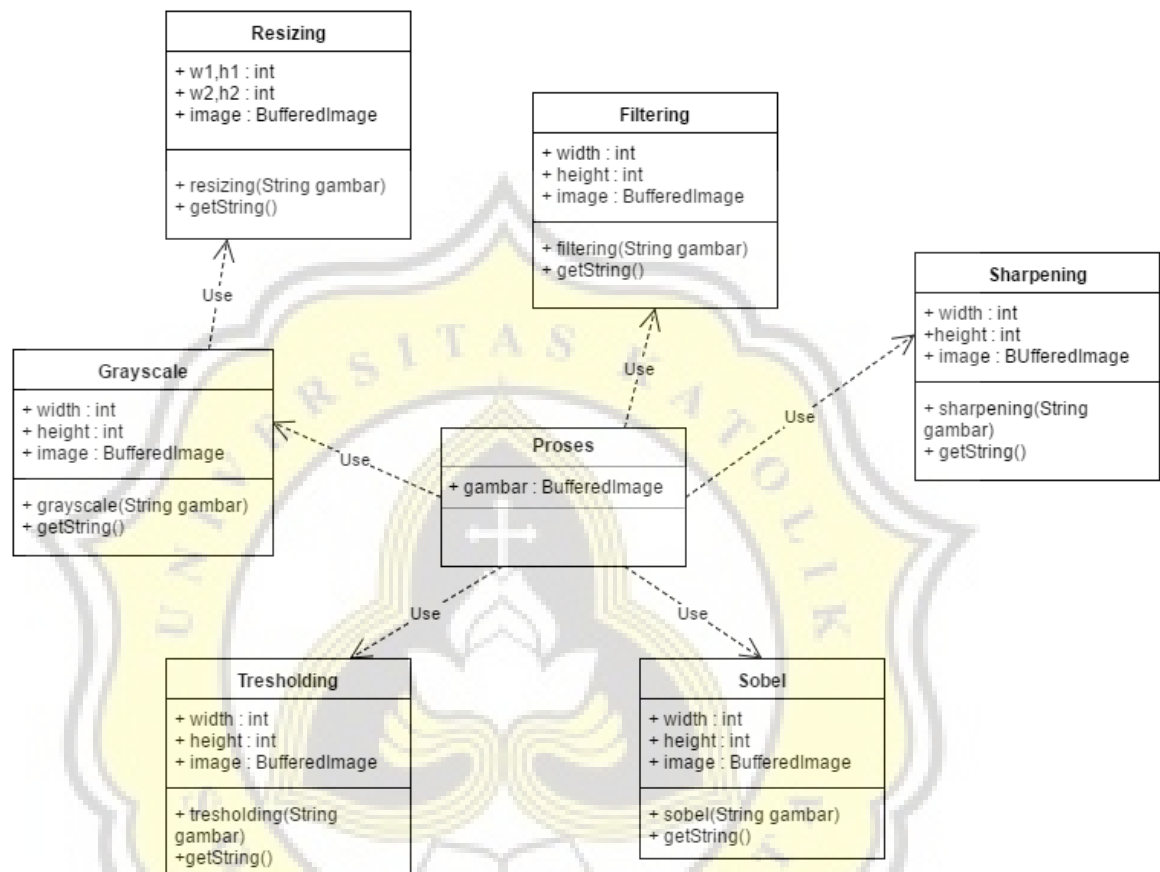 Resizing
+ w1,h1 : int
+ w2,h2 : int
+ image : BufferedImage
+ resizing(String gambar)
+ getString()
Filtering
+ width : int
+ height : int
+ image : BufferedImage
+ filtering(String gambar)
+ getString()
Sharpening
+ width : int
+height : int
+ image : BUfferedImage
+ sharpening(String
gambar)
+ getString()
Use
Use
Use
Grayscale
+ width : int
+ height : int
+ image : BufferedImage
+ grayscale(String gambar)
+ getString()
Use
Proses
+ gambar : BufferedImage
Use
Use
Tresholding
+ width : int
+ height : int
+ image : BufferedImage
+ tresholding(String
gambar)
+getString()
Sobel
+ width : int
+ height : int
+ image : BufferedImage
+ sobel(String gambar)
+ getString()
UNIVERSITAS KATOLIK